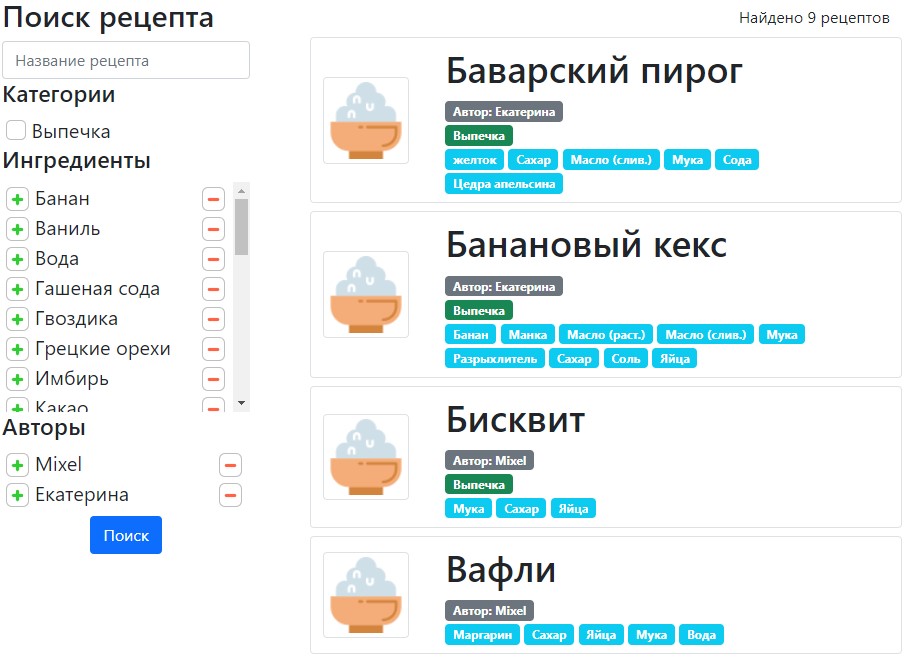 Поиск рецепта
Название рецепта
Категории
Выпечка
Ингредиенты
Банан
Ваниль
Вода
Гашеная сода
Гвоздика
Грецкие орехи
Имбирь
Какао
Авторы
Mixel
Екатерина
Поиск
Найдено 9 рецептов
Баварский пирог
Автор: Екатерина
Выпечка
желток Сахар Масло (слив.) Мука Сода
Цедра апельсина
Банановый кекс
Автор: Екатерина
Выпечка
Банан Манка Масло (раст.) Масло (слив.) Мука
Разрыхлитель Сахар Соль Яйца
Бисквит
Автор: Mixel
Выпечка
Мука Сахар Яйца
Вафли
Автор: Mixel
Маргарин Сахар Яйца Мука Вода